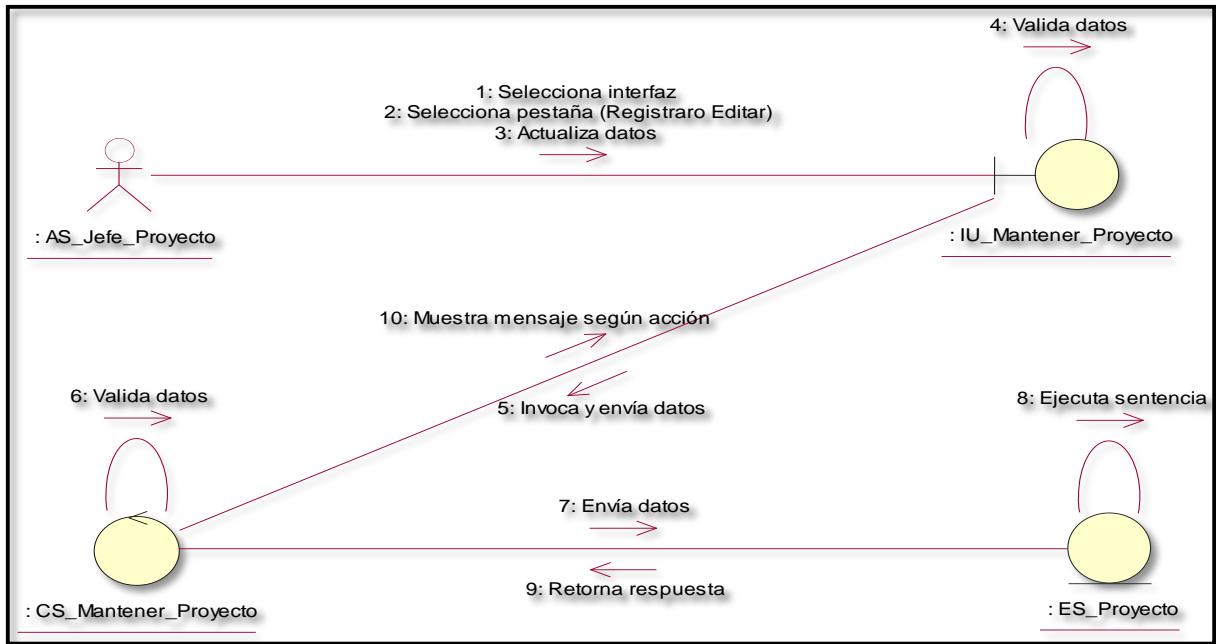 4: Valida datos
1: Selecciona interfaz
2: Selecciona pestaña (Registraro Editar)
3: Actualiza datos
: AS_Jefe_Proyecto
: IU_Mantener_Proyecto
10: Muestra mensaje según acción
6: Valida datos
5: Invoca y envía datos
8: Ejecuta sentencia
7: Envía datos
9: Retorna respuesta
: CS_Mantener_Proyecto
: ES_Proyecto